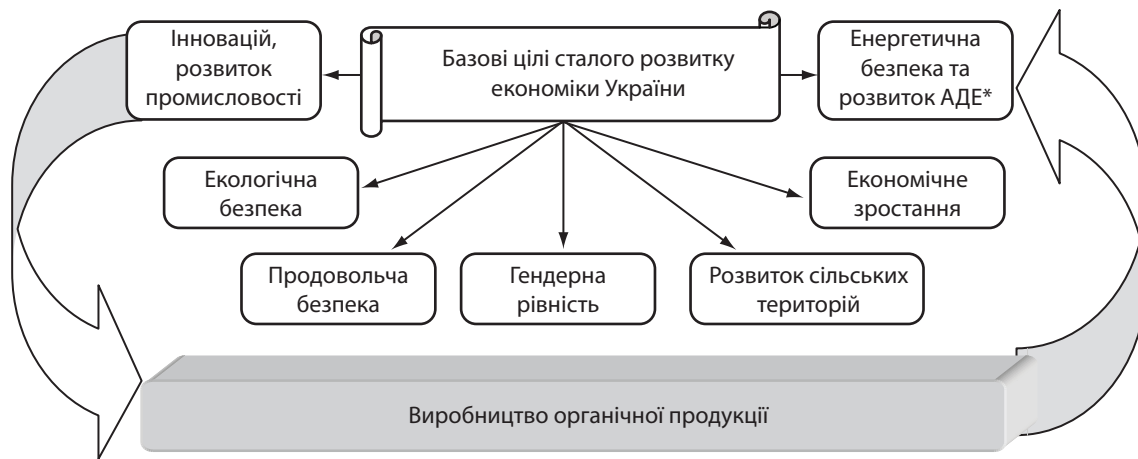 Інновацій,
розвиток
промисловості
Базові цілі сталого розвитку
економіки України
Енергетична
безпека та
розвиток АДЕ*
Екологічна
безпека
Економічне
зростання
Продовольча
безпека
Гендерна
рівність
Розвиток сільських
територій
Виробництво органічної продукції